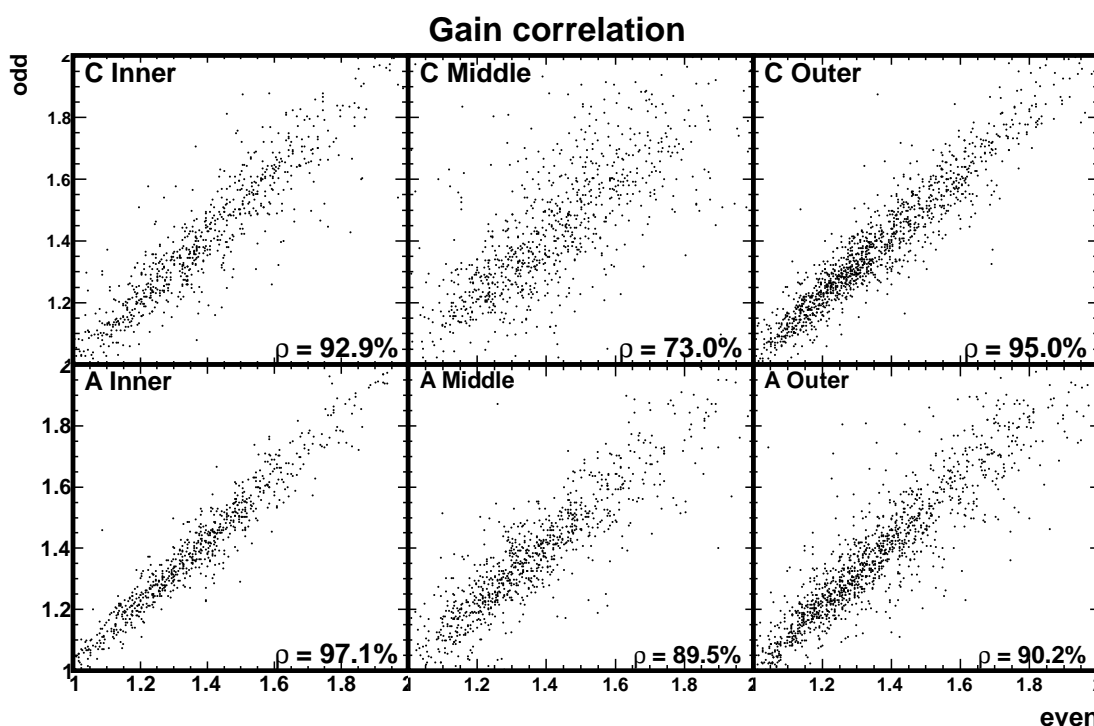 Gain correlation
odd
C Inner
C Middle
C Outer
1.8
1.6
1.4
1.2
ρ = 92.9%
ρ = 73.0%
ρ = 95.0%
A Inner
A Middle
A Outer
1.8
1.6
1.4
1.2
1
ρ = 97.1%
ρ = 89.5%
ρ = 90.2%
1 1.2 1.4 1.6 1.8 1.2 1.4 1.6 1.8 1.2 1.4 1.6 1.8
even